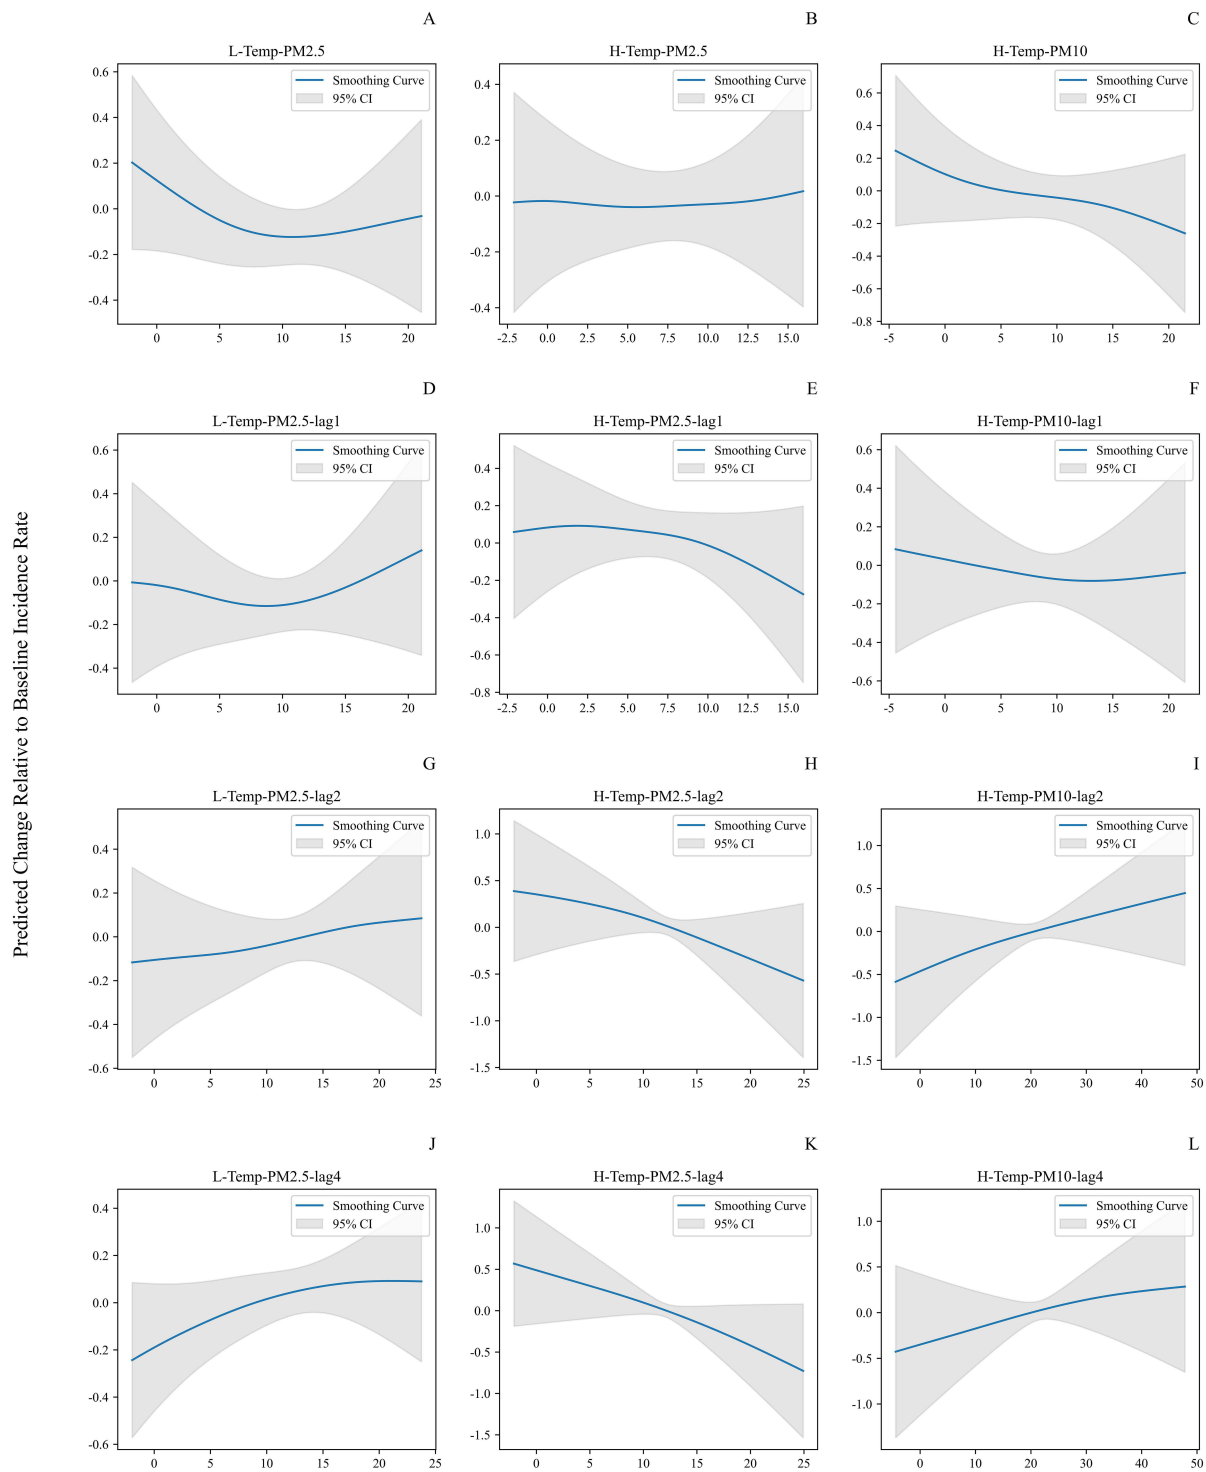 Predicted Change Relative to Baseline Incidence Rate
A
L-Temp-PM2.5
Smoothing Curve
95% CI
0.6
0.4
0.2
0.0
-0.2
-0.4
0 5 10 15 20
B
H-Temp-PM2.5
Smoothing Curve
95% CI
0.4
0.2
0.0
-0.2
-0.4
-2.5 0.0 2.5 5.0 7.5 10.0 12.5 15.0
C
H-Temp-PM10
Smoothing Curve
95% CI
0.6
0.4
0.2
0.0
-0.2
-0.4
-0.6
-0.8
-5 0 5 10 15 20
D
L-Temp-PM2.5-lag1
Smoothing Curve
95% CI
0.6
0.4
0.2
0.0
-0.2
-0.4
0 5 10 15 20
E
H-Temp-PM2.5-lag1
Smoothing Curve
95% CI
0.4
0.2
0.0
-0.2
-0.4
-0.6
-0.8
-2.5 0.0 2.5 5.0 7.5 10.0 12.5 15.0
F
H-Temp-PM10-lag1
Smoothing Curve
95% CI
0.6
0.4
0.2
0.0
-0.2
-0.4
-0.6
-5 0 5 10 15 20
G
L-Temp-PM2.5-lag2
Smoothing Curve
95% CI
0.4
0.2
0.0
-0.2
-0.4
-0.6
0 5 10 15 20 25
H
H-Temp-PM2.5-lag2
Smoothing Curve
95% CI
1.0
0.5
0.0
-0.5
-1.0
-1.5
0 5 10 15 20 25
I
H-Temp-PM10-lag2
Smoothing Curve
95% CI
1.0
0.5
0.0
-0.5
-1.0
-1.5
0 10 20 30 40 50
J
L-Temp-PM2.5-lag4
Smoothing Curve
95% CI
0.4
0.2
0.0
-0.2
-0.4
-0.6
0 5 10 15 20 25
K
H-Temp-PM2.5-lag4
Smoothing Curve
95% CI
1.0
0.5
0.0
-0.5
-1.0
-1.5
0 5 10 15 20 25
L
H-Temp-PM10-lag4
Smoothing Curve
95% CI
1.0
0.5
0.0
-0.5
-1.0
0 10 20 30 40 50